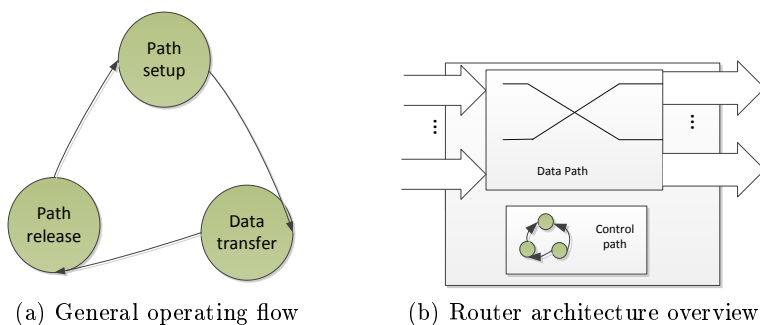 Path
setup
Path
release
Data
transfer
(a) General operating flow
...
...
Data Path
Control
path
(b) Router architecture overview